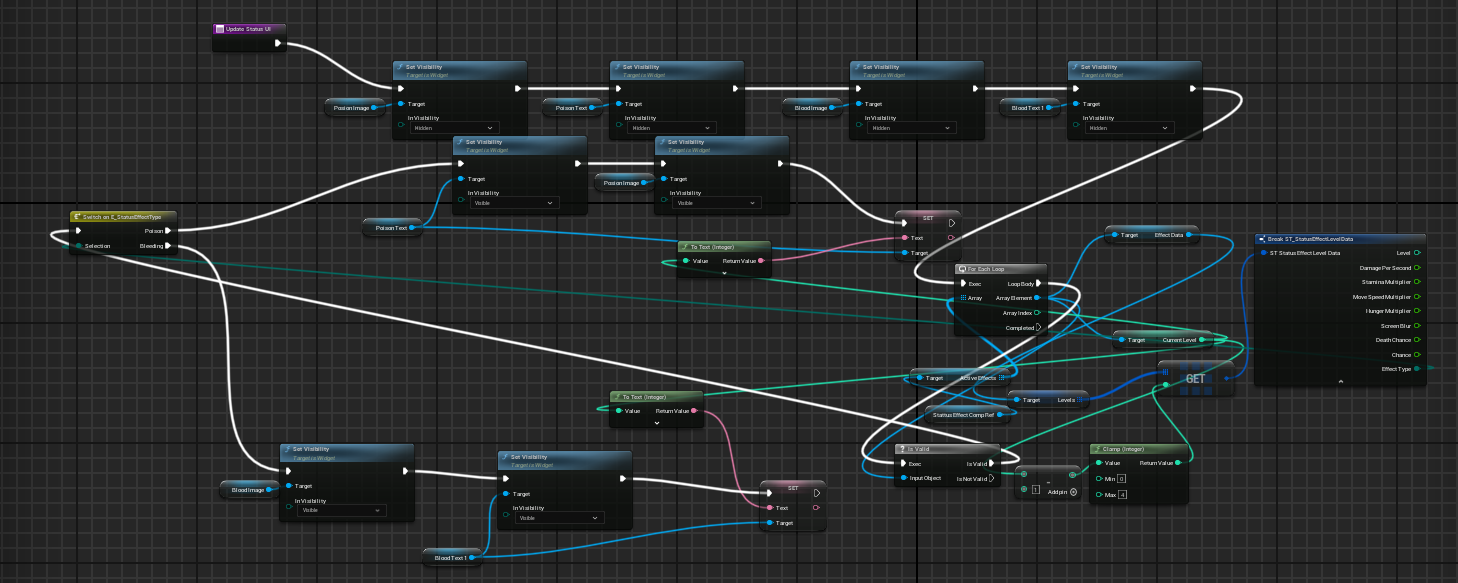 Update Status UI
Set Visibility
Target is Widget
Target
In Visibility
Hidden
Posion Image
Set Visibility
Target is Widget
Target
In Visibility
Hidden
Poison Text
Set Visibility
Target is Widget
Target
In Visibility
Hidden
Blood Image
Set Visibility
Target is Widget
Target
In Visibility
Hidden
Blood Text 1
Set Visibility
Target is Widget
Target
In Visibility
Visible
Poison Text
Set Visibility
Target is Widget
Target
In Visibility
Visible
Posion Image
Switch on E_StatusEffectType
Poison
Selection
Bleeding
SET
Text
Target
To Text (Integer)
Value
Return Value
For Each Loop
Exec
Loop Body
Array
Array Element
Array Index
Completed
Target
Effect Data
Break ST_StatusEffectLevelData
ST Status Effect Level Data
Level
Damage Per Second
Stamina Multiplier
Move Speed Multiplier
Hunger Multiplier
Screen Blur
Death Chance
Chance
Effect Type
Target
Current Level
Target
Active Effects
GET
Target
Levels
Status Effect Comp Ref
To Text (Integer)
Value
Return Value
Is Valid
Exec
Is Valid
Input Object
Is Not Valid
1
-
Add pin
Clamp (Integer)
Value
Return Value
Min
0
Max
4
Set Visibility
Target is Widget
Target
In Visibility
Visible
Blood Image
Set Visibility
Target is Widget
Target
In Visibility
Visible
Blood Text 1
SET
Text
Target